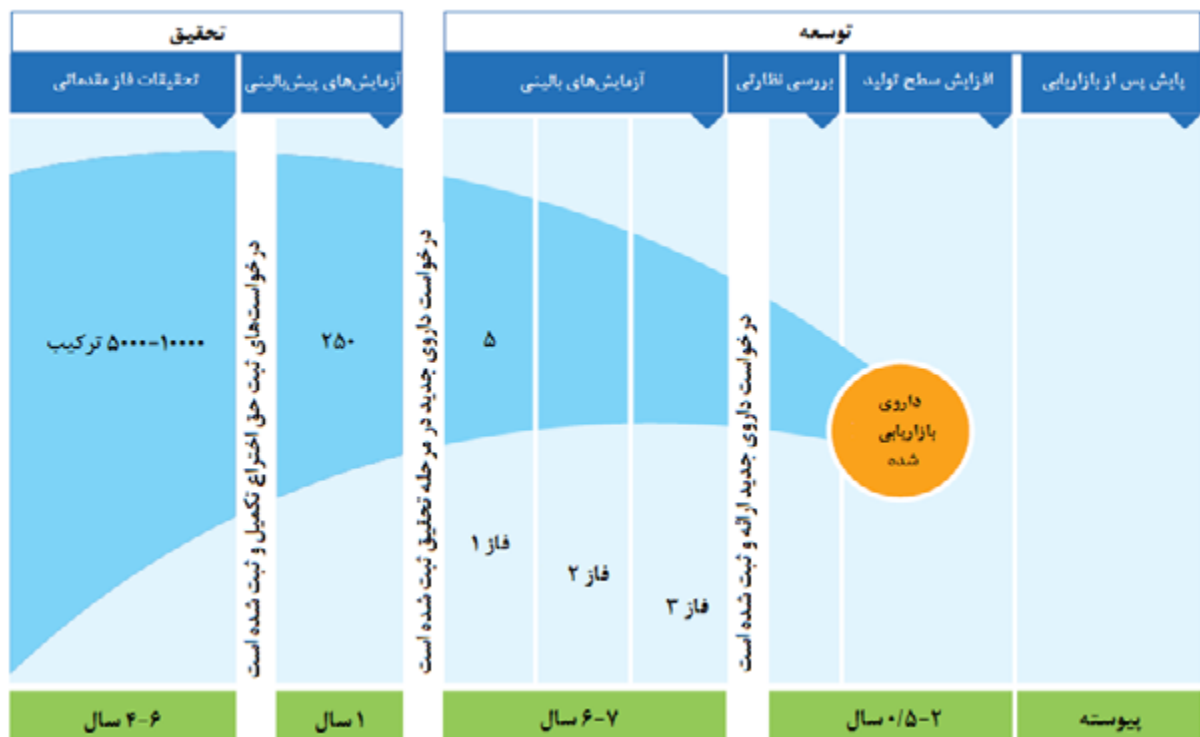 تحقیق
توسعه
تحقیقات فاز مقدماتی
آزمایش‌های پیش‌بالینی
آزمایش‌های بالینی
بررسی نظارتی
افزایش سطح تولید
پایش پس از بازاریابی
۵۰۰۰-۱۰۰۰۰ ترکیب
درخواست‌های ثبت حق اختراع تکمیل و ثبت شده است
۲۵۰
درخواست داروی جدید در مرحله تحقیق ثبت شده است
۵
فاز ۱
فاز ۲
فاز ۳
درخواست داروی جدید ارائه و ثبت شده است
داروی
بازاریابی
شده
۴-۶ سال
۱ سال
۶-۷ سال
۰/۵-۲ سال
پیوسته